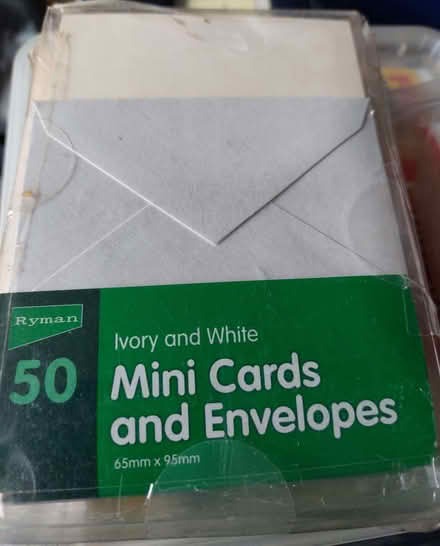 Ryman
50
Ivory and White
Mini Cards
and Envelopes
65mm x 95mm